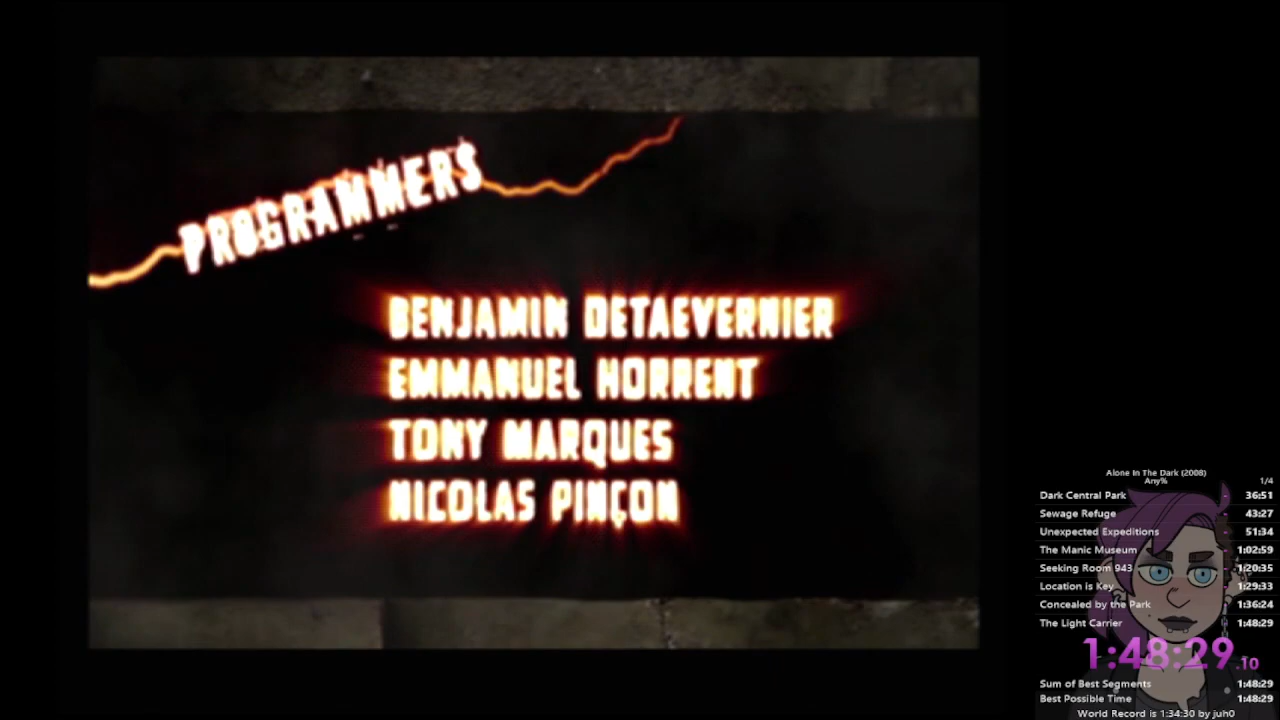 PROGRAMMERS
BENJAMIN DETAEVERNIER
EMMANUEL HORRENT
TONY MARQUES
NICOLAS PINÇON
Alone In The Dark (2008)
Any% 1/4
Dark Central Park - 36:51
Sewage Refuge - 43:27
Unexpected Expeditions - 51:34
The Manic Museum - 1:02:59
Seeking Room 943 - 1:20:35
Location is Key - 1:29:33
Concealed by the Park - 1:36:24
The Light Carrier - 1:48:29
1:48:29.10
Sum of Best Segments 1:48:29
Best Possible Time 1:48:29
World Record is 1:34:30 by juh0